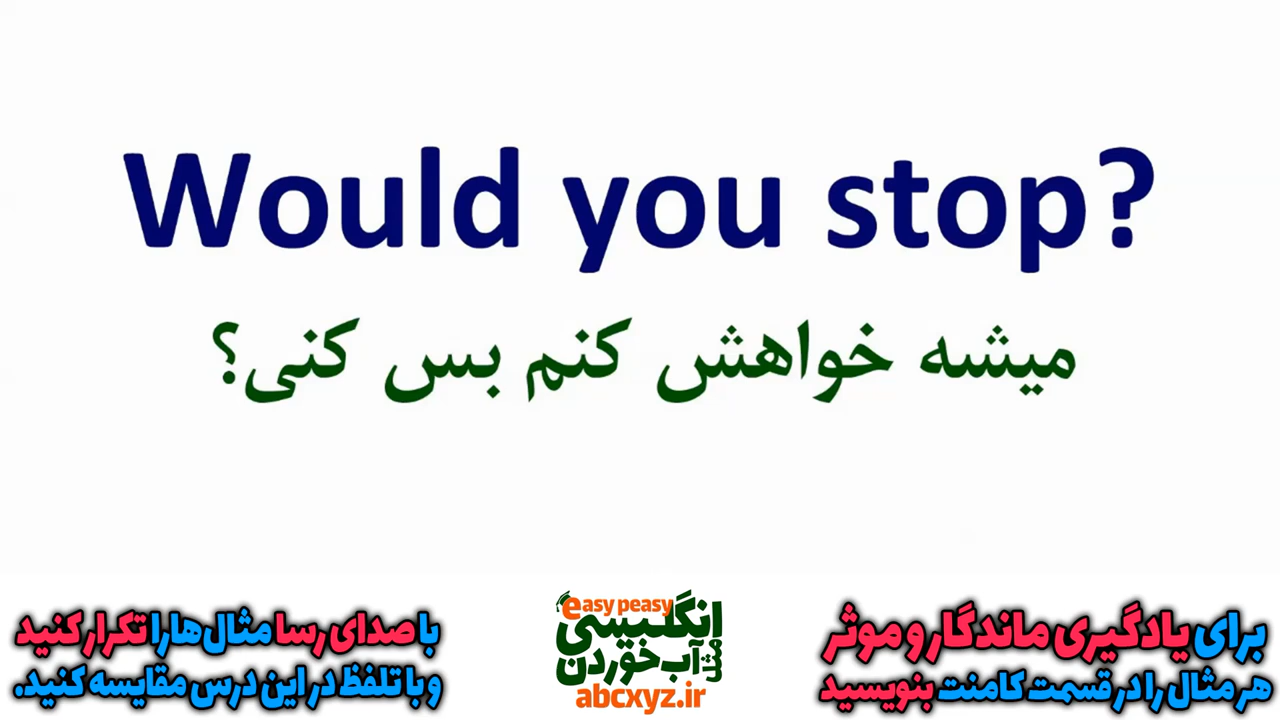 Would you stop?
میشه خواهش کنم بس کنی؟
برای یادگیری ماندگار و موثر
هر مثال را در قسمت کامنت بنویسید
easy peasy
انگلیسی
مثل آب خوردن
abcxyz.ir
با صدای رسا مثال‌ها را تکرار کنید
و با تلفظ در این درس مقایسه کنید.